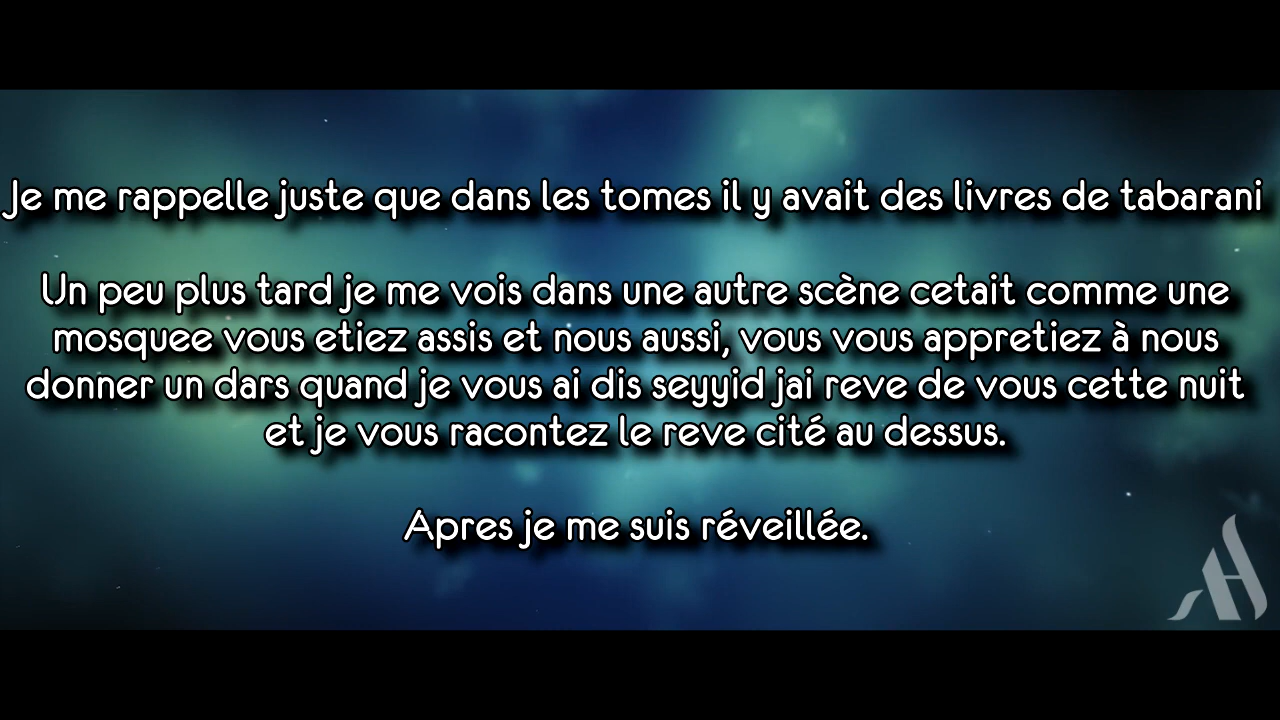 Je me rappelle juste que dans les tomes il y avait des livres de tabarani
Un peu plus tard je me vois dans une autre scène cetait comme une
mosquee vous etiez assis et nous aussi, vous vous appretiez à nous
donner un dars quand je vous ai dis seyyid jai reve de vous cette nuit
et je vous racontez le reve cité au dessus.
Apres je me suis réveillée.